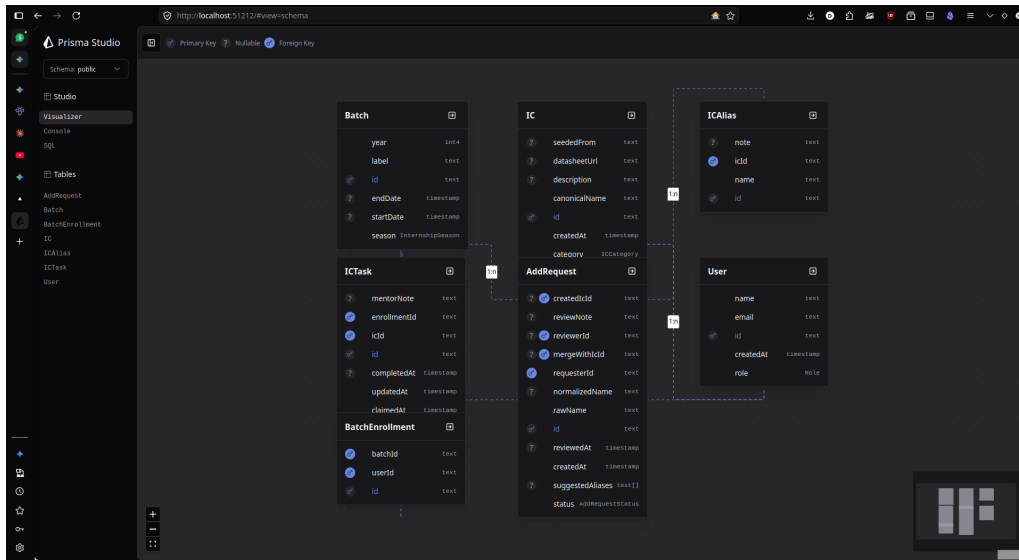 http://localhost:51212/#view=schema
Prisma Studio
Schema: public
Studio
Visualizer
Console
SQL
Tables
AddRequest
Batch
BatchEnrollment
IC
ICAlias
ICTask
User
Primary Key ? Nullable Foreign Key
Batch
year int4
label text
id text
? endDate timestamp
? startDate timestamp
season InternshipSeason
ICTask
? mentorNote text
enrollmentId text
icId text
id text
? completedAt timestamp
updatedAt timestamp
claimedAt timestamp
BatchEnrollment
batchId text
userId text
id text
1:n
IC
? seededFrom text
? datasheetUrl text
? description text
canonicalName text
id text
createdAt timestamp
category ICCategory
AddRequest
? createdIcId text
? reviewNote text
? reviewerId text
? mergeWithIcId text
requesterId text
? normalizedName text
rawName text
id text
? reviewedAt timestamp
createdAt timestamp
? suggestedAliases text[]
status AddRequestStatus
1:n
1:n
ICAlias
? note text
icId text
name text
id text
User
name text
email text
id text
createdAt timestamp
role Role